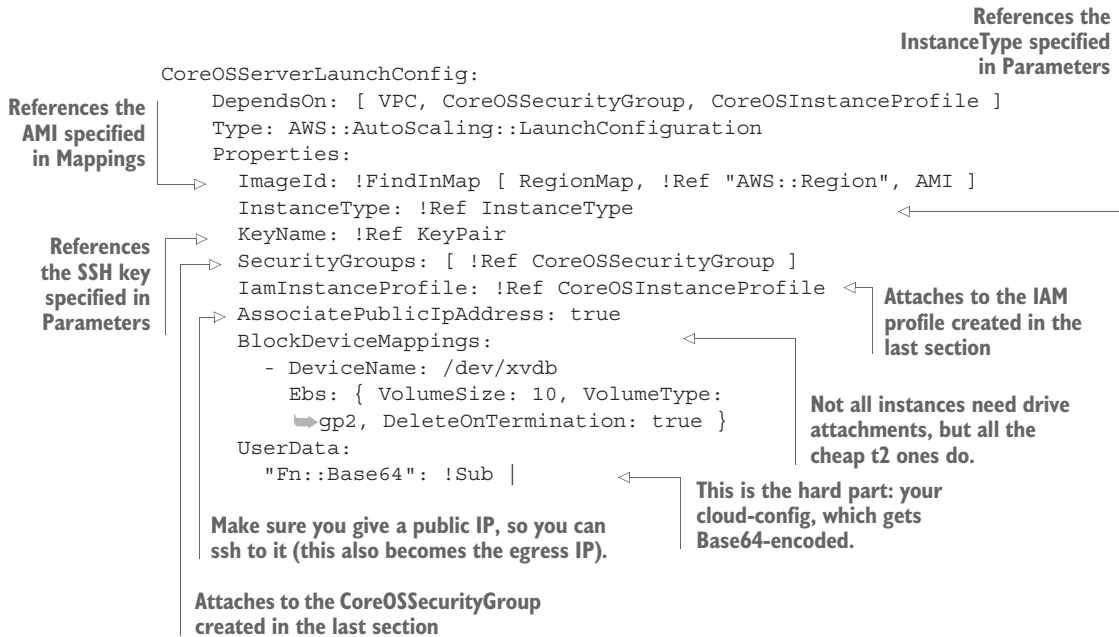 References the
InstanceType specified
in Parameters
CoreOSServerLaunchConfig:
DependsOn: [ VPC, CoreOSSecurityGroup, CoreOSInstanceProfile ]
References the
AMI specified
in Mappings
Type: AWS::AutoScaling::LaunchConfiguration
Properties:
ImageId: !FindInMap [ RegionMap, !Ref "AWS::Region", AMI ]
InstanceType: !Ref InstanceType
KeyName: !Ref KeyPair
References
the SSH key
specified in
Parameters
SecurityGroups: [ !Ref CoreOSSecurityGroup ]
IamInstanceProfile: !Ref CoreOSInstanceProfile
Attaches to the IAM
profile created in the
last section
AssociatePublicIpAddress: true
BlockDeviceMappings:
- DeviceName: /dev/xvdb
Ebs: { VolumeSize: 10, VolumeType:
➥gp2, DeleteOnTermination: true }
Not all instances need drive
attachments, but all the
cheap t2 ones do.
UserData:
"Fn::Base64": !Sub |
This is the hard part: your
cloud-config, which gets
Base64-encoded.
Make sure you give a public IP, so you can
ssh to it (this also becomes the egress IP).
Attaches to the CoreOSSecurityGroup
created in the last section